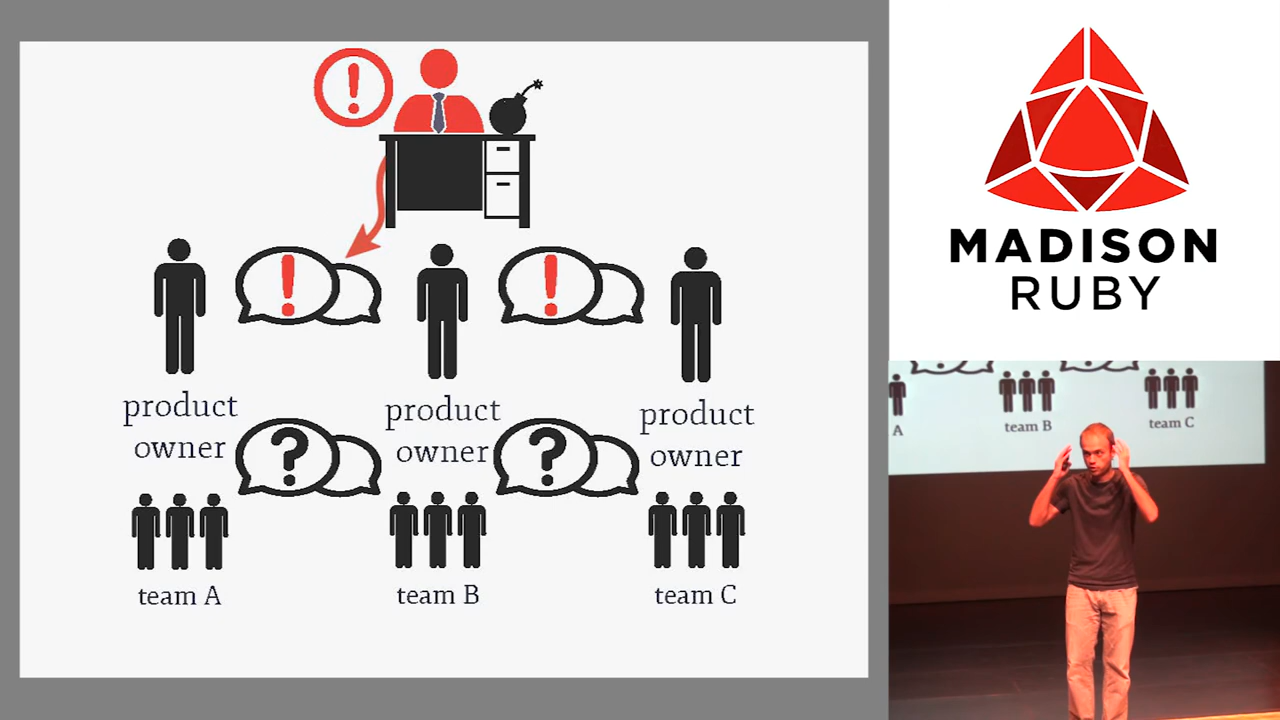 !
!
!
product
owner
product
owner
product
owner
?
?
team A
team B
team C
MADISON
RUBY
A
team B
team C